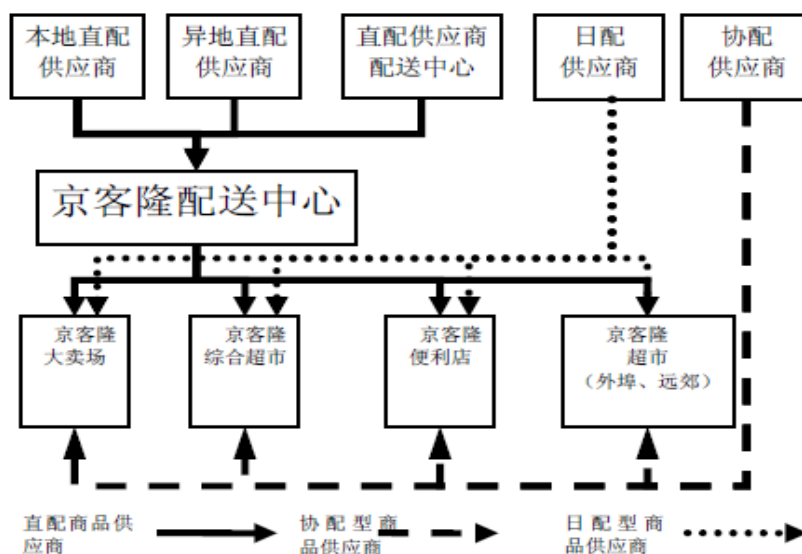 本地直配
供应商
异地直配
供应商
直配供应商
配送中心
日配
供应商
协配
供应商
京客隆配送中心
京客隆
大卖场
京客隆
综合超市
京客隆
便利店
京客隆
超市
（外埠、远郊）
直配商品供
应商
协配型商
品供应商
日配型商
品供应商